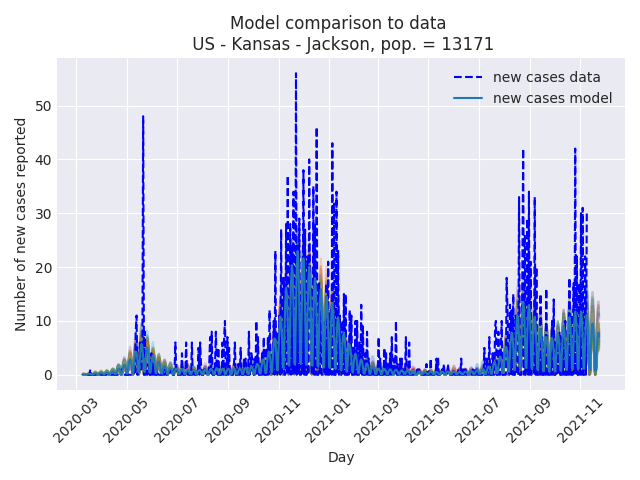 Model comparison to data
US - Kansas - Jackson, pop. = 13171
new cases data
new cases model
Number of new cases reported
50
40
30
20
10
0
2020-03
2020-05
2020-07
2020-09
2020-11
2021-01
2021-03
2021-05
2021-07
2021-09
2021-11
Day